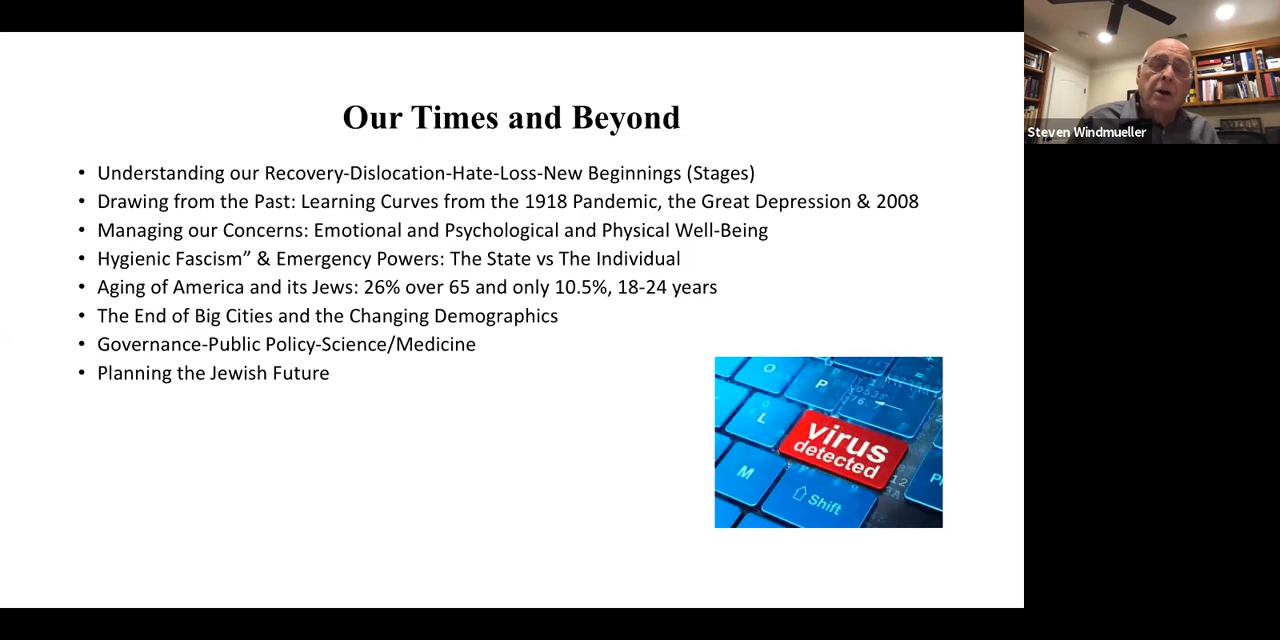 Our Times and Beyond
• Understanding our Recovery-Dislocation-Hate-Loss-New Beginnings (Stages)
• Drawing from the Past: Learning Curves from the 1918 Pandemic, the Great Depression & 2008
• Managing our Concerns: Emotional and Psychological and Physical Well-Being
• Hygienic Fascism” & Emergency Powers: The State vs The Individual
• Aging of America and its Jews: 26% over 65 and only 10.5%, 18-24 years
• The End of Big Cities and the Changing Demographics
• Governance-Public Policy-Science/Medicine
• Planning the Jewish Future
O
P
L
virus
detected
M
Shift
Steven Windmueller